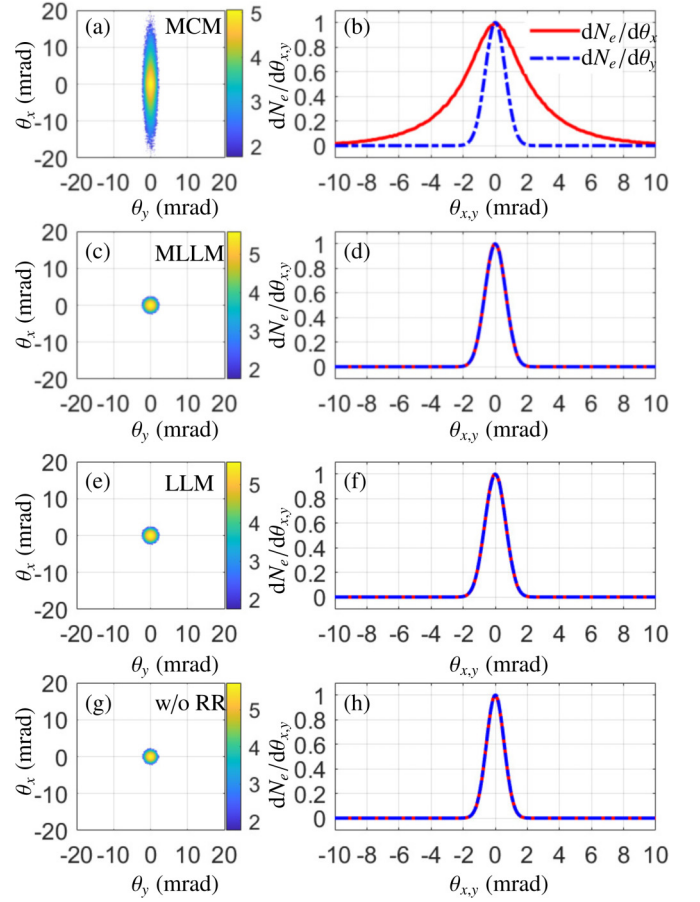 (a) MCM
20
10
0
-10
-20
θx (mrad)
-20 -10 0 10 20
θy (mrad)
5
4
3
2
dNe/dθx,y
(b)
dNe/dθx
dNe/dθy
1
0.8
0.6
0.4
0.2
0
-10 -8 -6 -4 -2 0 2 4 6 8 10
θx,y (mrad)
(c) MLLM
20
10
0
-10
-20
θx (mrad)
-20 -10 0 10 20
θy (mrad)
5
4
3
2
dNe/dθx,y
(d)
1
0.8
0.6
0.4
0.2
0
-10 -8 -6 -4 -2 0 2 4 6 8 10
θx,y (mrad)
(e) LLM
20
10
0
-10
-20
θx (mrad)
-20 -10 0 10 20
θy (mrad)
5
4
3
2
dNe/dθx,y
(f)
1
0.8
0.6
0.4
0.2
0
-10 -8 -6 -4 -2 0 2 4 6 8 10
θx,y (mrad)
(g) w/o RR
20
10
0
-10
-20
θx (mrad)
-20 -10 0 10 20
θy (mrad)
5
4
3
2
dNe/dθx,y
(h)
1
0.8
0.6
0.4
0.2
0
-10 -8 -6 -4 -2 0 2 4 6 8 10
θx,y (mrad)